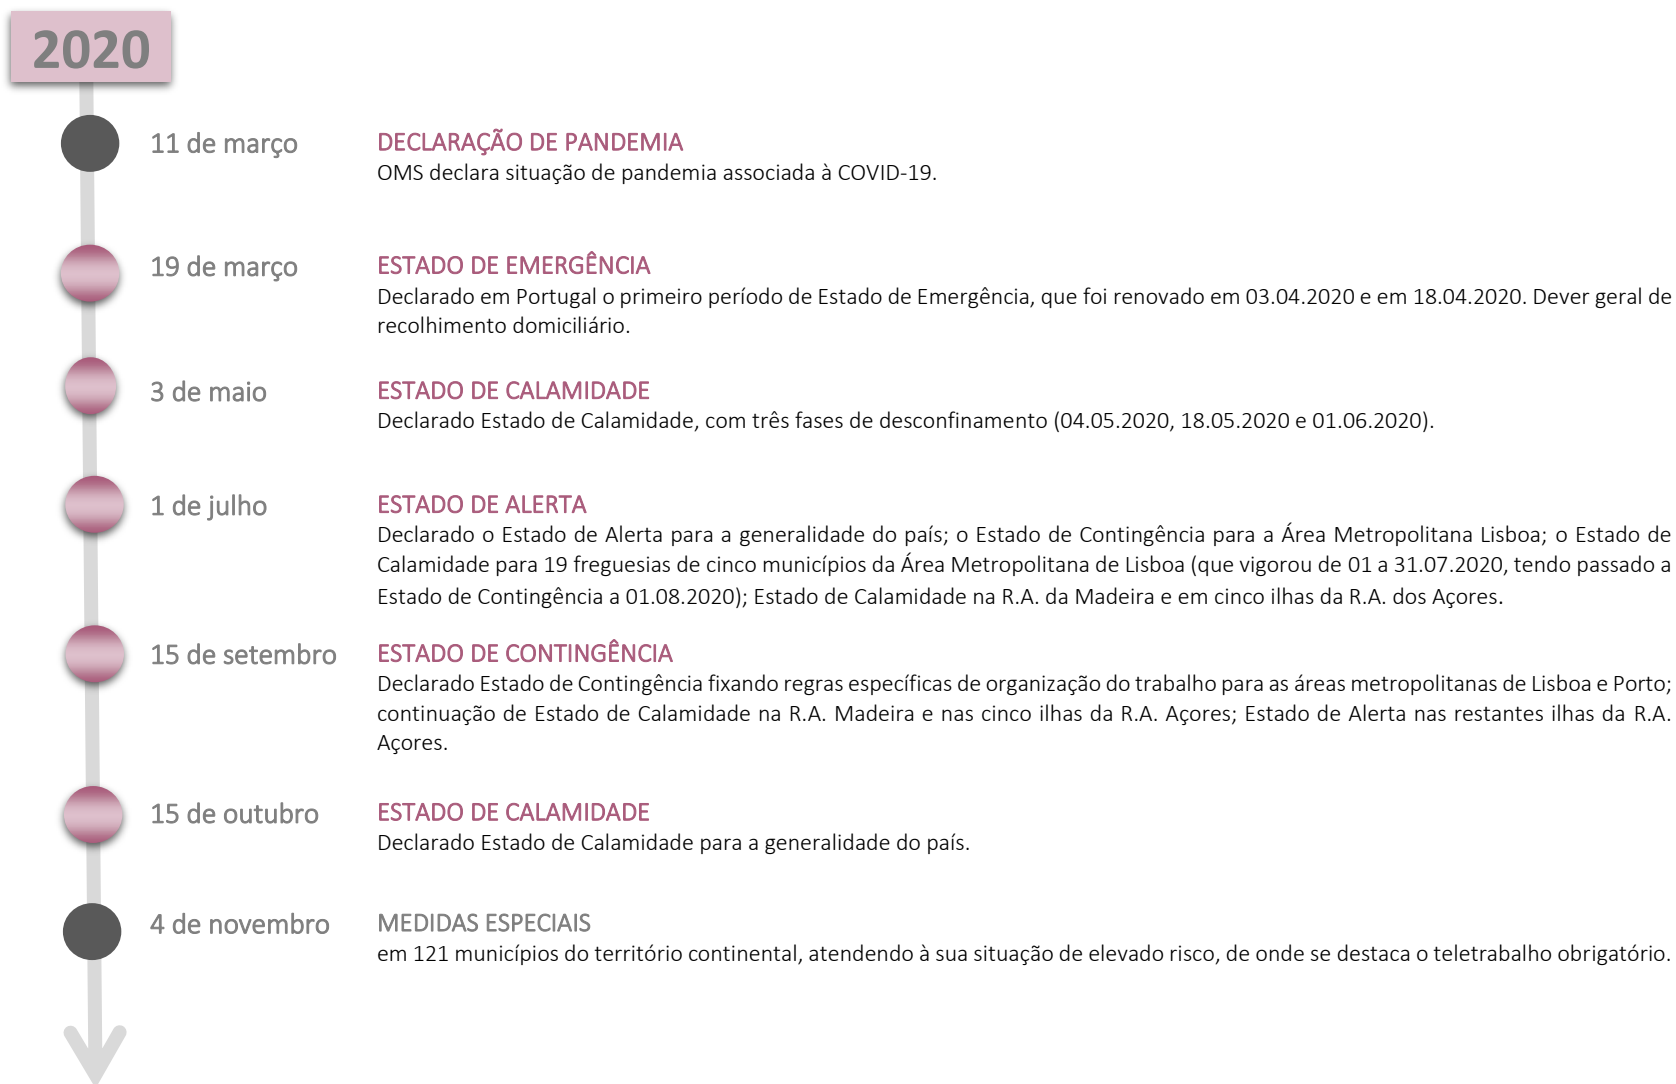 2020
11 de março
DECLARAÇÃO DE PANDEMIA
OMS declara situação de pandemia associada à COVID-19.
19 de março
ESTADO DE EMERGÊNCIA
Declarado em Portugal o primeiro período de Estado de Emergência, que foi renovado em 03.04.2020 e em 18.04.2020. Dever geral de
recolhimento domiciliário.
3 de maio
ESTADO DE CALAMIDADE
Declarado Estado de Calamidade, com três fases de desconfinamento (04.05.2020, 18.05.2020 e 01.06.2020).
1 de julho
ESTADO DE ALERTA
Declarado o Estado de Alerta para a generalidade do país; o Estado de Contingência para a Área Metropolitana Lisboa; o Estado de
Calamidade para 19 freguesias de cinco municípios da Área Metropolitana de Lisboa (que vigorou de 01 a 31.07.2020, tendo passado a
Estado de Contingência a 01.08.2020); Estado de Calamidade na R.A. da Madeira e em cinco ilhas da R.A. dos Açores.
15 de setembro
ESTADO DE CONTINGÊNCIA
Declarado Estado de Contingência fixando regras específicas de organização do trabalho para as áreas metropolitanas de Lisboa e Porto;
continuação de Estado de Calamidade na R.A. Madeira e nas cinco ilhas da R.A. Açores; Estado de Alerta nas restantes ilhas da R.A.
Açores.
15 de outubro
ESTADO DE CALAMIDADE
Declarado Estado de Calamidade para a generalidade do país.
4 de novembro
MEDIDAS ESPECIAIS
em 121 municípios do território continental, atendendo à sua situação de elevado risco, de onde se destaca o teletrabalho obrigatório.